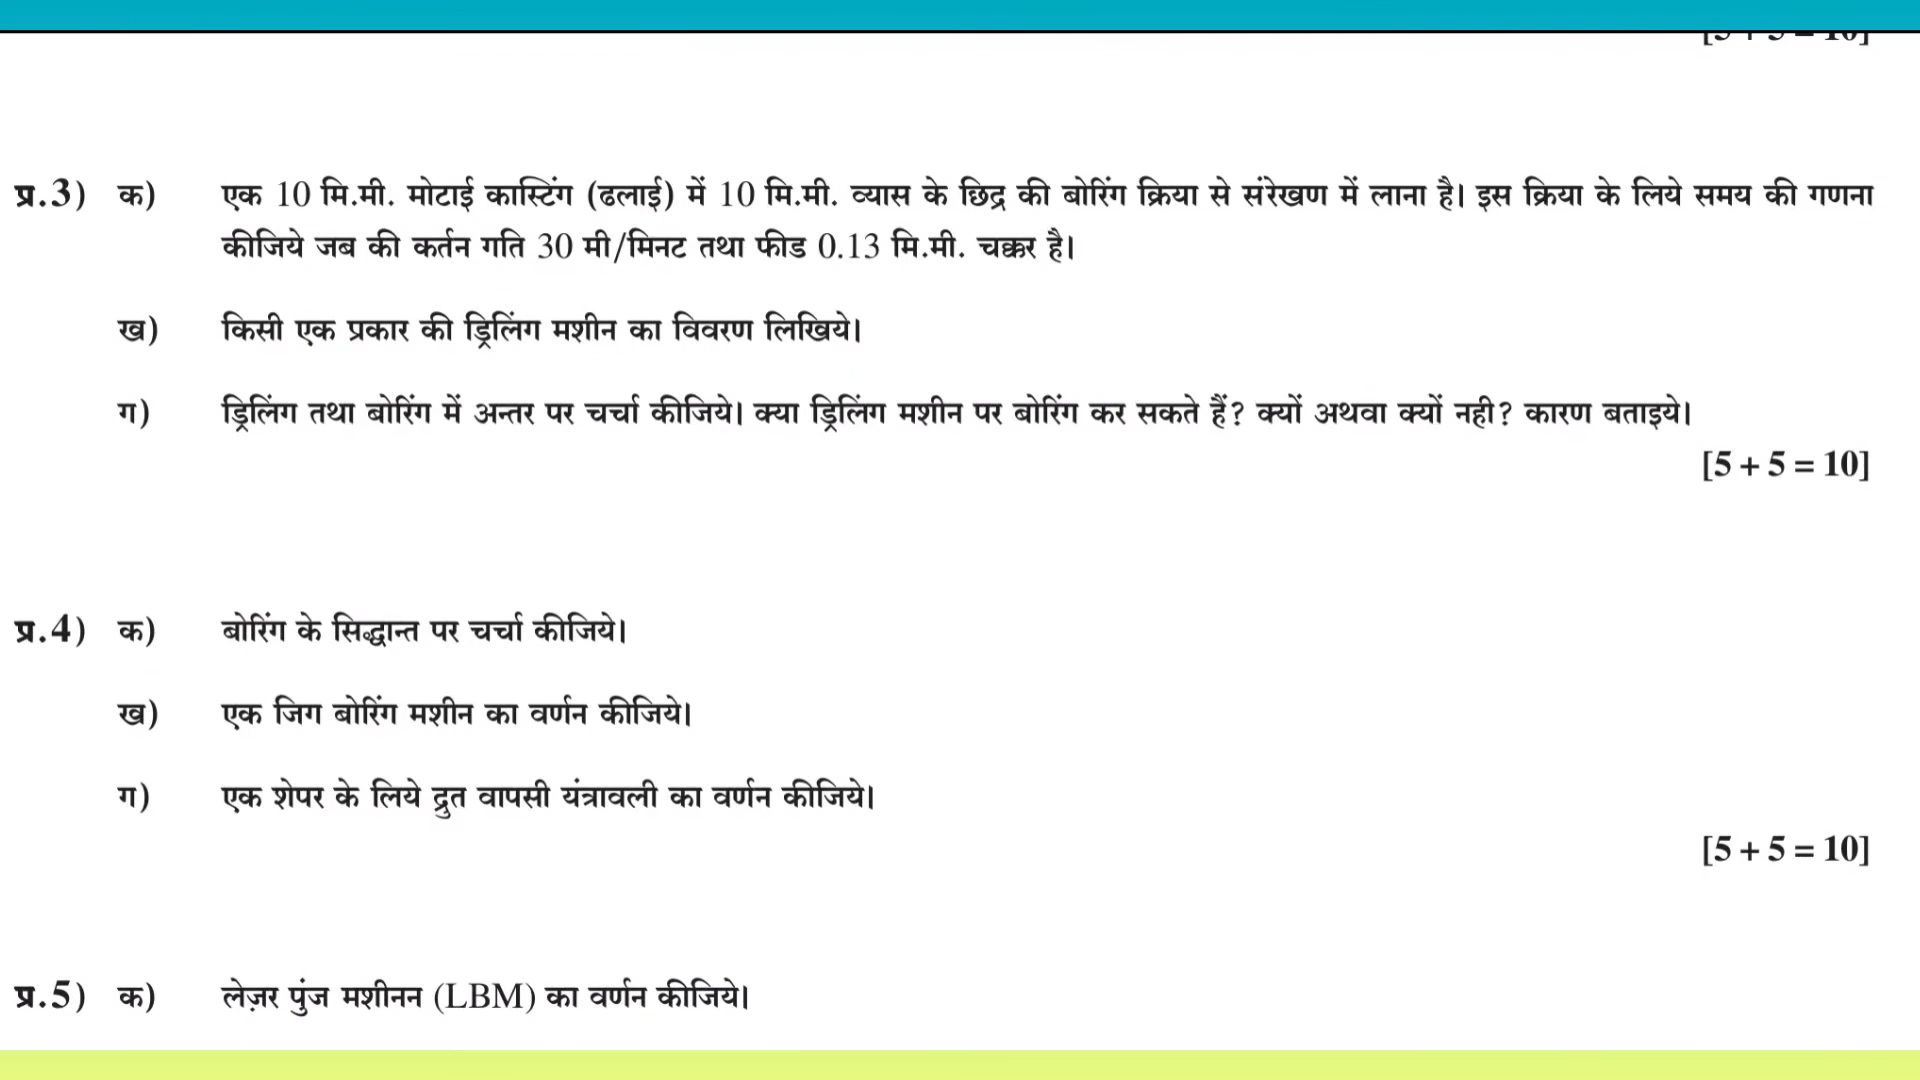 प्र.3) क) एक 10 मि.मी. मोटाई कास्टिंग (ढलाई) में 10 मि.मी. व्यास के छिद्र की बोरिंग क्रिया से संरेखण में लाना है। इस क्रिया के लिये समय की गणना
कीजिये जब की कर्तन गति 30 मी/मिनट तथा फीड 0.13 मि.मी. चक्कर है।
ख) किसी एक प्रकार की ड्रिलिंग मशीन का विवरण लिखिये।
ग) ड्रिलिंग तथा बोरिंग में अन्तर पर चर्चा कीजिये। क्या ड्रिलिंग मशीन पर बोरिंग कर सकते हैं? क्यों अथवा क्यों नही? कारण बताइये।
[5 + 5 = 10]
प्र.4) क) बोरिंग के सिद्धान्त पर चर्चा कीजिये।
ख) एक जिग बोरिंग मशीन का वर्णन कीजिये।
ग) एक शेपर के लिये द्रुत वापसी यंत्रावली का वर्णन कीजिये।
[5 + 5 = 10]
प्र.5) क) लेज़र पुंज मशीनन (LBM) का वर्णन कीजिये।